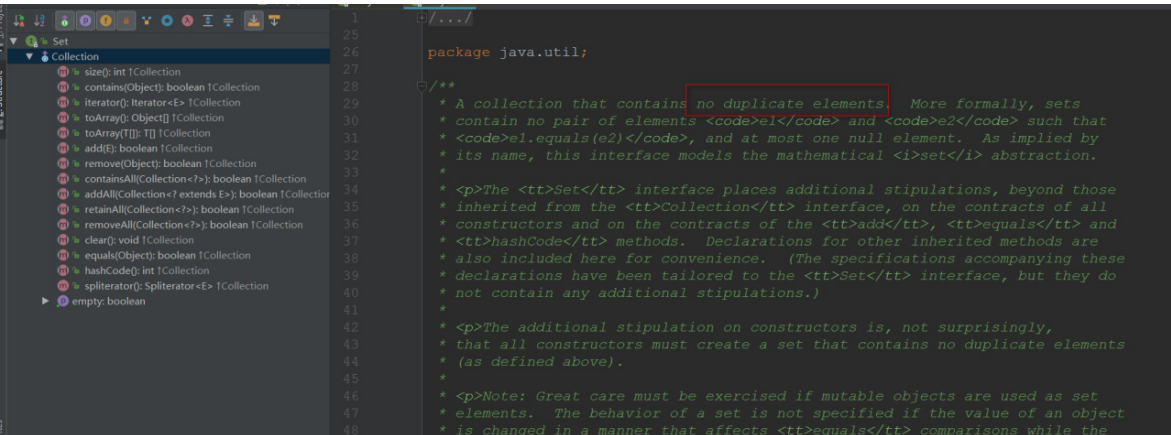 Set
Collection
size(): int ↑Collection
contains(Object): boolean ↑Collection
iterator(): Iterator<E> ↑Collection
toArray(): Object[] ↑Collection
toArray(T[]): T[] ↑Collection
add(E): boolean ↑Collection
remove(Object): boolean ↑Collection
containsAll(Collection<?>): boolean ↑Collection
addAll(Collection<? extends E>): boolean ↑Collection
retainAll(Collection<?>): boolean ↑Collection
removeAll(Collection<?>): boolean ↑Collection
clear(): void ↑Collection
equals(Object): boolean ↑Collection
hashCode(): int ↑Collection
spliterator(): Spliterator<E> ↑Collection
empty: boolean
1 /.../
25
26 package java.util;
27
28 /**
29 * A collection that contains no duplicate elements. More formally, sets
30 * contain no pair of elements <code>e1</code> and <code>e2</code> such that
31 * <code>e1.equals(e2)</code>, and at most one null element. As implied by
32 * its name, this interface models the mathematical <i>set</i> abstraction.
33 *
34 * <p>The <tt>Set</tt> interface places additional stipulations, beyond those
35 * inherited from the <tt>Collection</tt> interface, on the contracts of all
36 * constructors and on the contracts of the <tt>add</tt>, <tt>equals</tt> and
37 * <tt>hashCode</tt> methods. Declarations for other inherited methods are
38 * also included here for convenience. (The specifications accompanying these
39 * declarations have been tailored to the <tt>Set</tt> interface, but they do
40 * not contain any additional stipulations.)
41 *
42 * <p>The additional stipulation on constructors is, not surprisingly,
43 * that all constructors must create a set that contains no duplicate elements
44 * (as defined above).
45 *
46 * <p>Note: Great care must be exercised if mutable objects are used as set
47 * elements. The behavior of a set is not specified if the value of an object
48 * is changed in a manner that affects <tt>equals</tt> comparisons while the